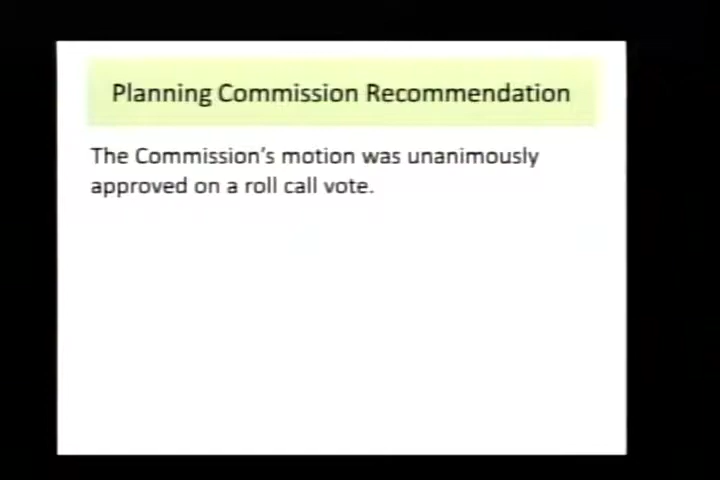 Planning Commission Recommendation
The Commission's motion was unanimously
approved on a roll call vote.